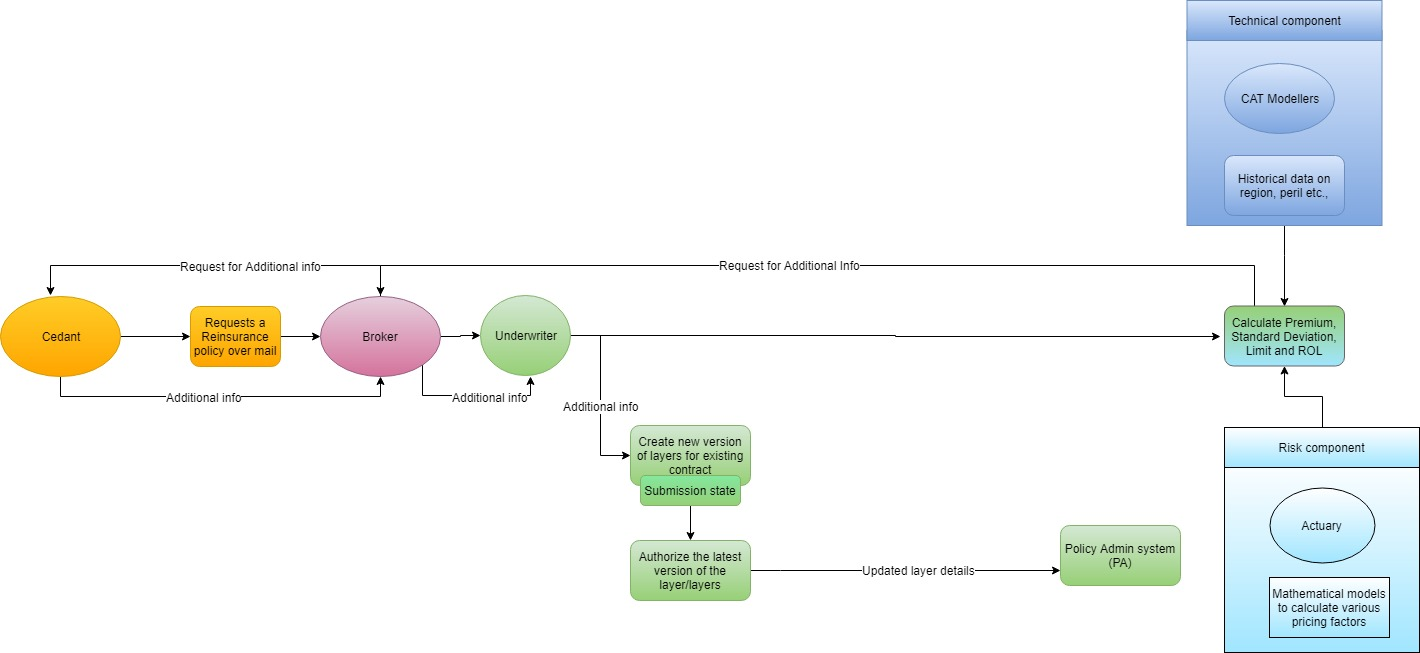 Technical component
CAT Modellers
Historical data on
region, peril etc.,
Request for Additional info
Request for Additional Info
Cedant
Requests a
Reinsurance
policy over mail
Broker
Underwriter
Calculate Premium,
Standard Deviation,
Limit and ROL
Additional info
Additional info
Additional info
Create new version
of layers for existing
contract
Submission state
Authorize the latest
version of the
layer/layers
Updated layer details
Policy Admin system
(PA)
Risk component
Actuary
Mathematical models
to calculate various
pricing factors